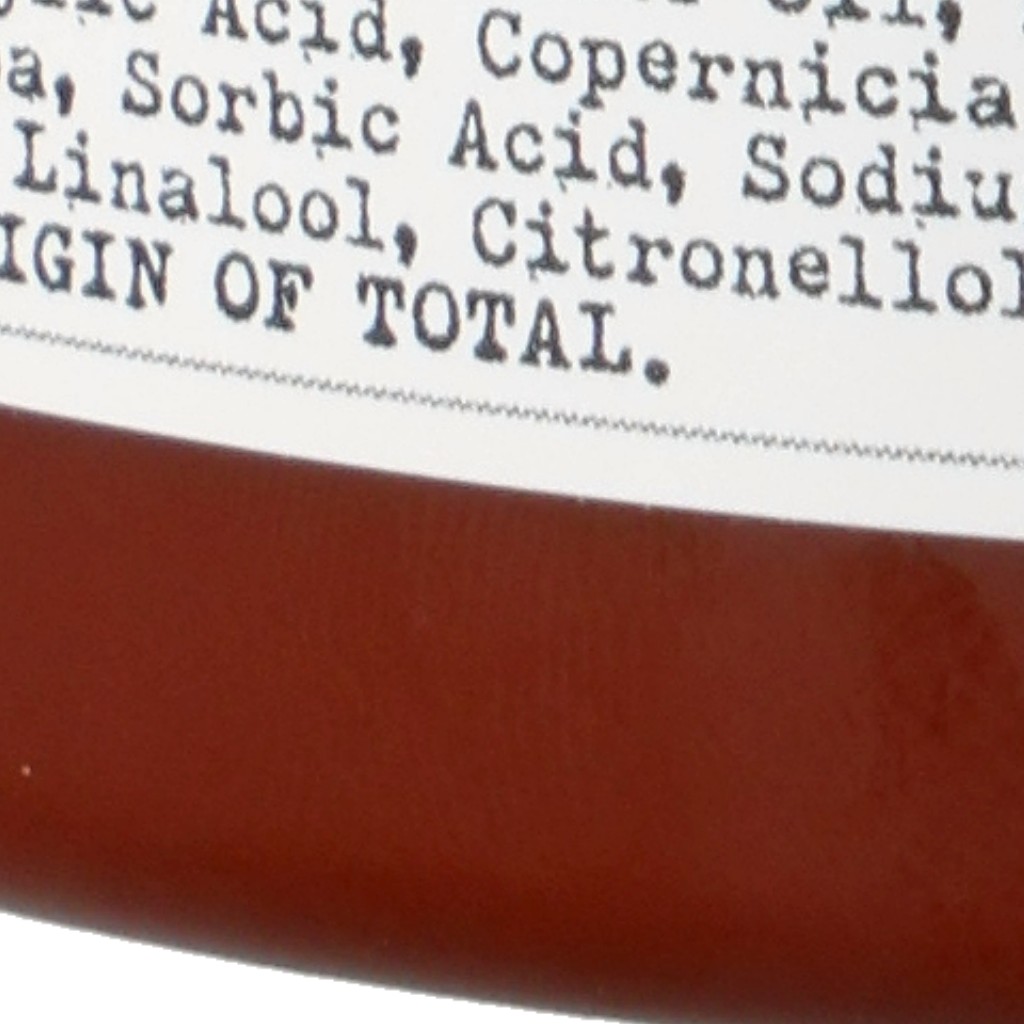 Acid, Copernicia
Sorbic Acid, Sodiu
Linalool, Citronellol
IGIN OF TOTAL.